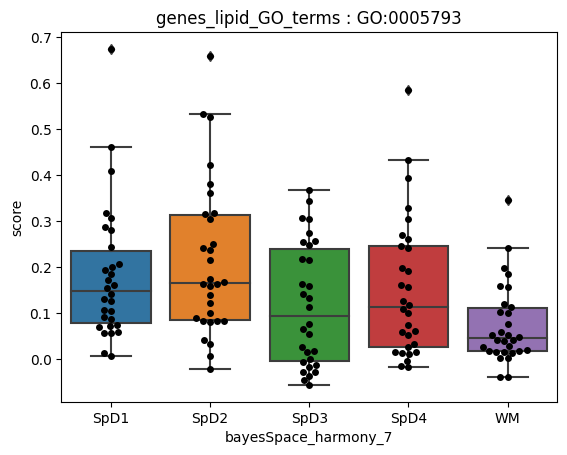 genes_lipid_GO_terms : GO:0005793
0.7
0.6
0.5
0.4
0.3
0.2
0.1
0.0
score
SpD1 SpD2 SpD3 SpD4 WM
bayesSpace_harmony_7